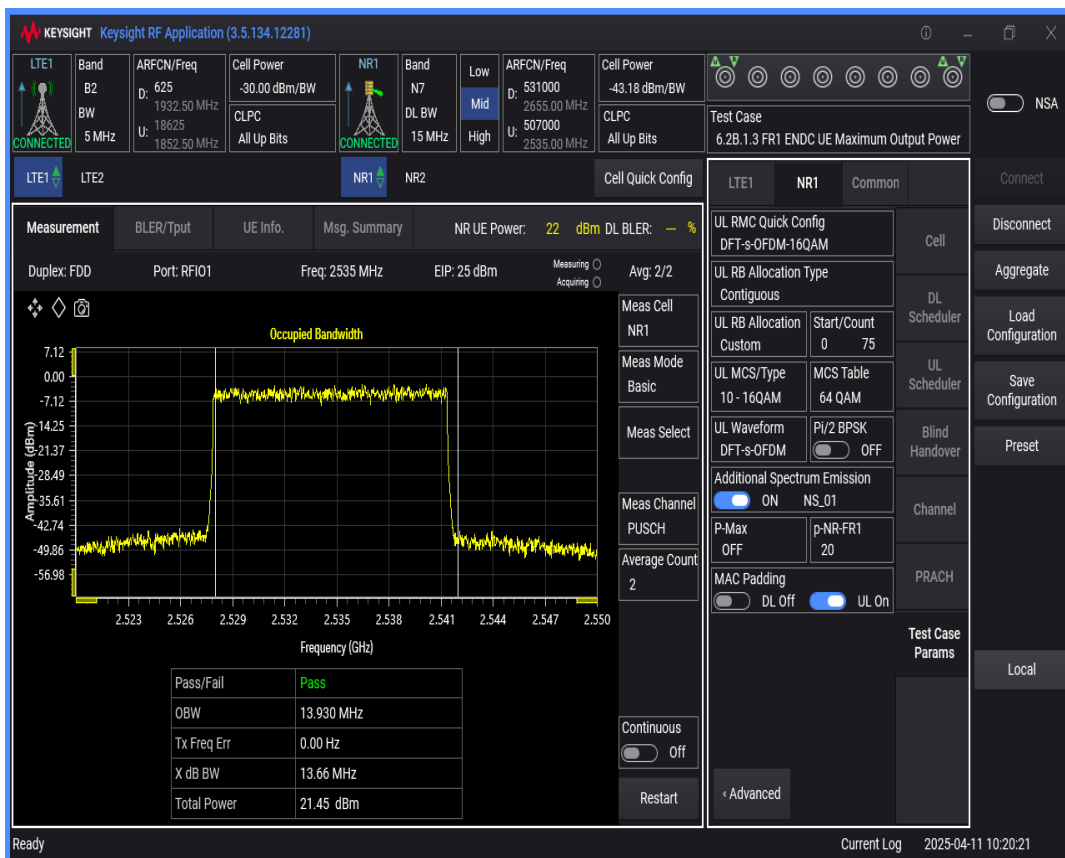 KEYSIGHT Keysight RF Application (3.5.134.12281)
LTE1
CONNECTED
Band
B2
BW
5 MHz
ARFCN/Freq
D: 625
1932.50 MHz
U: 18625
1852.50 MHz
Cell Power
-30.00 dBm/BW
CLPC
All Up Bits
NR1
CONNECTED
Band
N7
DL BW
15 MHz
Low
Mid
High
ARFCN/Freq
D: 531000
2655.00 MHz
U: 507000
2535.00 MHz
Cell Power
-43.18 dBm/BW
CLPC
All Up Bits
Test Case
6.2B.1.3 FR1 ENDC UE Maximum Output Power
NSA
LTE1 LTE2 NR1 NR2 Cell Quick Config
Measurement BLER/Tput UE Info. Msg. Summary NR UE Power: 22 dBm DL BLER: -- %
Duplex: FDD Port: RFIO1 Freq: 2535 MHz EIP: 25 dBm Measuring Acquiring Avg: 2/2
Occupied Bandwidth
7.12
0.00
-7.12
-14.25
-21.37
-28.49
-35.61
-42.74
-49.86
-56.98
Amplitude (dBm)
2.523 2.526 2.529 2.532 2.535 2.538 2.541 2.544 2.547 2.550
Frequency (GHz)
Pass/Fail Pass
OBW 13.930 MHz
Tx Freq Err 0.00 Hz
X dB BW 13.66 MHz
Total Power 21.45 dBm
Meas Cell
NR1
Meas Mode
Basic
Meas Select
Meas Channel
PUSCH
Average Count
2
Continuous
Off
Restart
LTE1 NR1 Common
UL RMC Quick Config
DFT-s-OFDM-16QAM
UL RB Allocation Type
Contiguous
UL RB Allocation
Custom
Start/Count
0 75
UL MCS/Type
10 - 16QAM
MCS Table
64 QAM
UL Waveform
DFT-s-OFDM
Pi/2 BPSK
OFF
Additional Spectrum Emission
ON NS_01
P-Max
OFF
p-NR-FR1
20
MAC Padding
DL Off UL On
‹ Advanced
Cell
DL
Scheduler
UL
Scheduler
Blind
Handover
Channel
PRACH
Test Case
Params
Connect
Disconnect
Aggregate
Load
Configuration
Save
Configuration
Preset
Local
Ready Current Log 2025-04-11 10:20:21